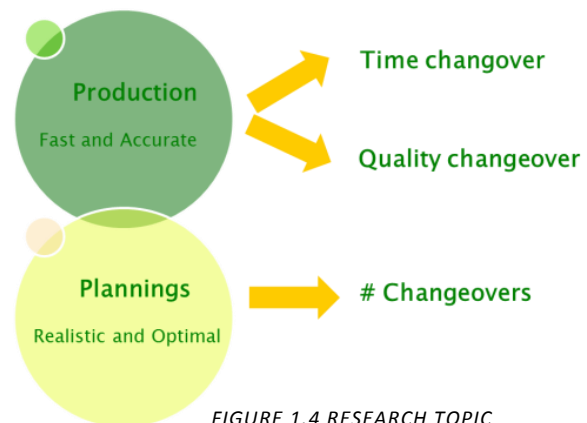 Production
Fast and Accurate
Time changover
Quality changeover
Plannings
Realistic and Optimal
# Changeovers
FIGURE 1.4 RESEARCH TOPIC